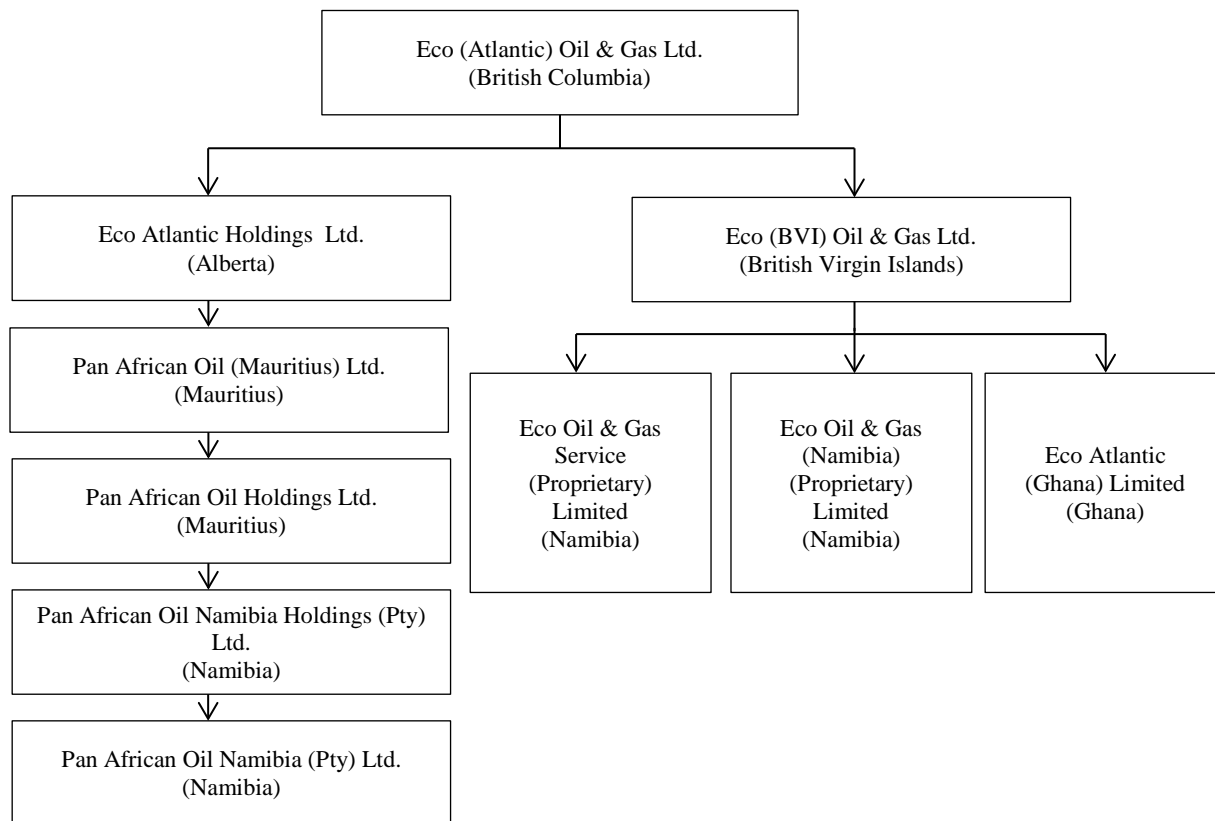 Eco (Atlantic) Oil & Gas Ltd.
(British Columbia)
Eco Atlantic Holdings  Ltd.
(Alberta)
Eco (BVI) Oil & Gas Ltd.
(British Virgin Islands)
Pan African Oil (Mauritius) Ltd.
(Mauritius)
Pan African Oil Holdings Ltd.
(Mauritius)
Pan African Oil Namibia Holdings (Pty)
Ltd.
(Namibia)
Pan African Oil Namibia (Pty) Ltd.
(Namibia)
Eco Oil & Gas
Service
(Proprietary)
Limited
(Namibia)
Eco Oil & Gas
(Namibia)
(Proprietary)
Limited
(Namibia)
Eco Atlantic
(Ghana) Limited
(Ghana)